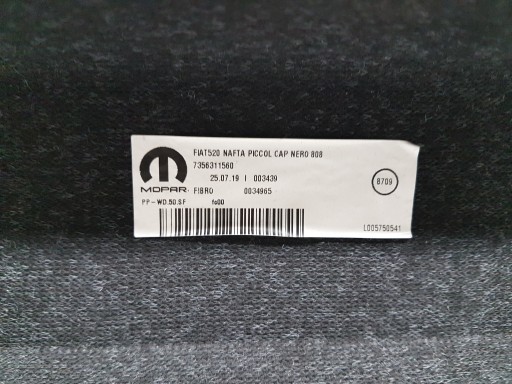 FIAT520 NAFTA PICCOL CAP NERO 808
7356311560
25.07.19 I 003439
MOPAR FIBRO 0034965
8709
PP-WD.50.SF fs00
L005750541